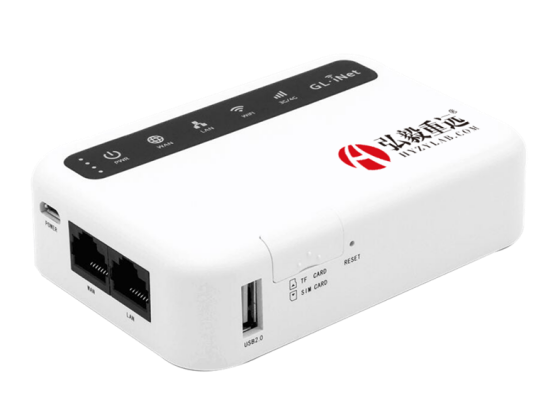 PWR
WAN
LAN
WiFi
3G/4G
GL·iNet
弘毅重远®
HYZYLAB.COM
POWER
WAN
LAN
USB2.0
TF CARD
SIM CARD
RESET